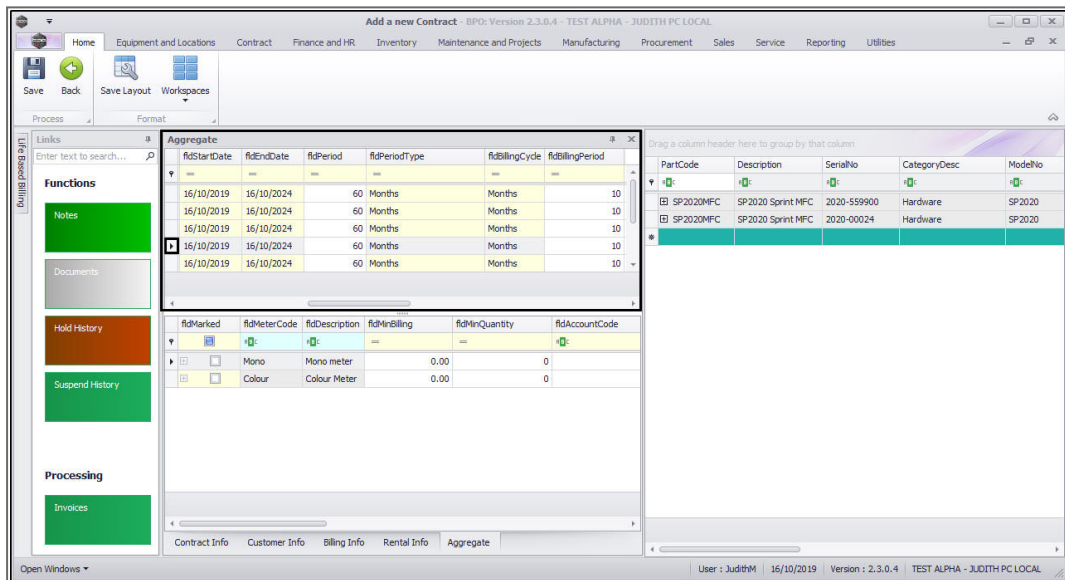 Add a new Contract - BPO: Version 2.3.0.4 - TEST ALPHA - JUDITH PC LOCAL
Home Equipment and Locations Contract Finance and HR Inventory Maintenance and Projects Manufacturing Procurement Sales Service Reporting Utilities
Save Back Save Layout Workspaces
Process Format
Life Based Billing
Links
Enter text to search...
Functions
Notes
Documents
Hold History
Suspend History
Processing
Invoices
Aggregate
fldStartDate fldEndDate fldPeriod fldPeriodType fldBillingCycle fldBillingPeriod
= = = = = =
16/10/2019 16/10/2024 60 Months Months 10
16/10/2019 16/10/2024 60 Months Months 10
16/10/2019 16/10/2024 60 Months Months 10
16/10/2019 16/10/2024 60 Months Months 10
16/10/2019 16/10/2024 60 Months Months 10
fldMarked fldMeterCode fldDescription fldMinBilling fldMinQuantity fldAccountCode
Mono Mono meter 0.00 0
Colour Colour Meter 0.00 0
Contract Info Customer Info Billing Info Rental Info Aggregate
Drag a column header here to group by that column
PartCode Description SerialNo CategoryDesc ModelNo
SP2020MFC SP2020 Sprint MFC 2020-559900 Hardware SP2020
SP2020MFC SP2020 Sprint MFC 2020-00024 Hardware SP2020
Open Windows User : JudithM 16/10/2019 Version : 2.3.0.4 TEST ALPHA - JUDITH PC LOCAL